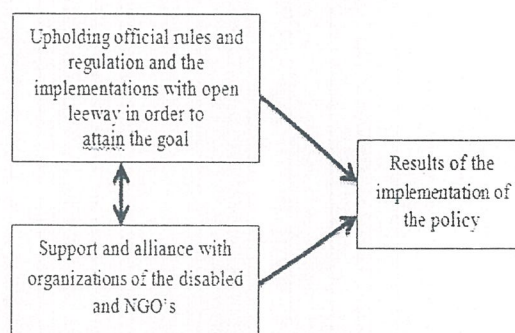 Upholding official rules and
regulation and the
implementations with open
leeway in order to
attain the goal
Results of the
implementation of
the policy
Support and alliance with
organizations of the disabled
and NGO's